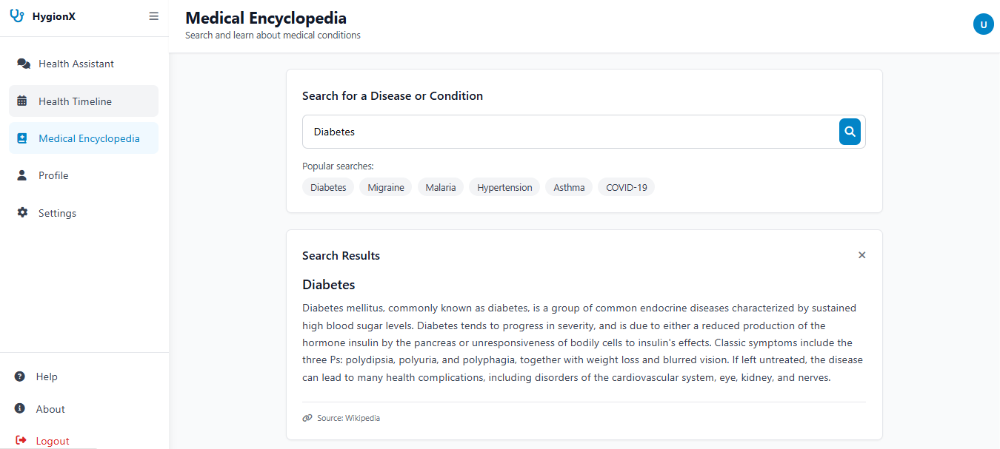 HygionX
Health Assistant
Health Timeline
Medical Encyclopedia
Profile
Settings
Help
About
Logout
Medical Encyclopedia
Search and learn about medical conditions
U
Search for a Disease or Condition
Diabetes
Popular searches:
Diabetes Migraine Malaria Hypertension Asthma COVID-19
Search Results
Diabetes
Diabetes mellitus, commonly known as diabetes, is a group of common endocrine diseases characterized by sustained
high blood sugar levels. Diabetes tends to progress in severity, and is due to either a reduced production of the
hormone insulin by the pancreas or unresponsiveness of bodily cells to insulin's effects. Classic symptoms include the
three Ps: polydipsia, polyuria, and polyphagia, together with weight loss and blurred vision. If left untreated, the disease
can lead to many health complications, including disorders of the cardiovascular system, eye, kidney, and nerves.
Source: Wikipedia